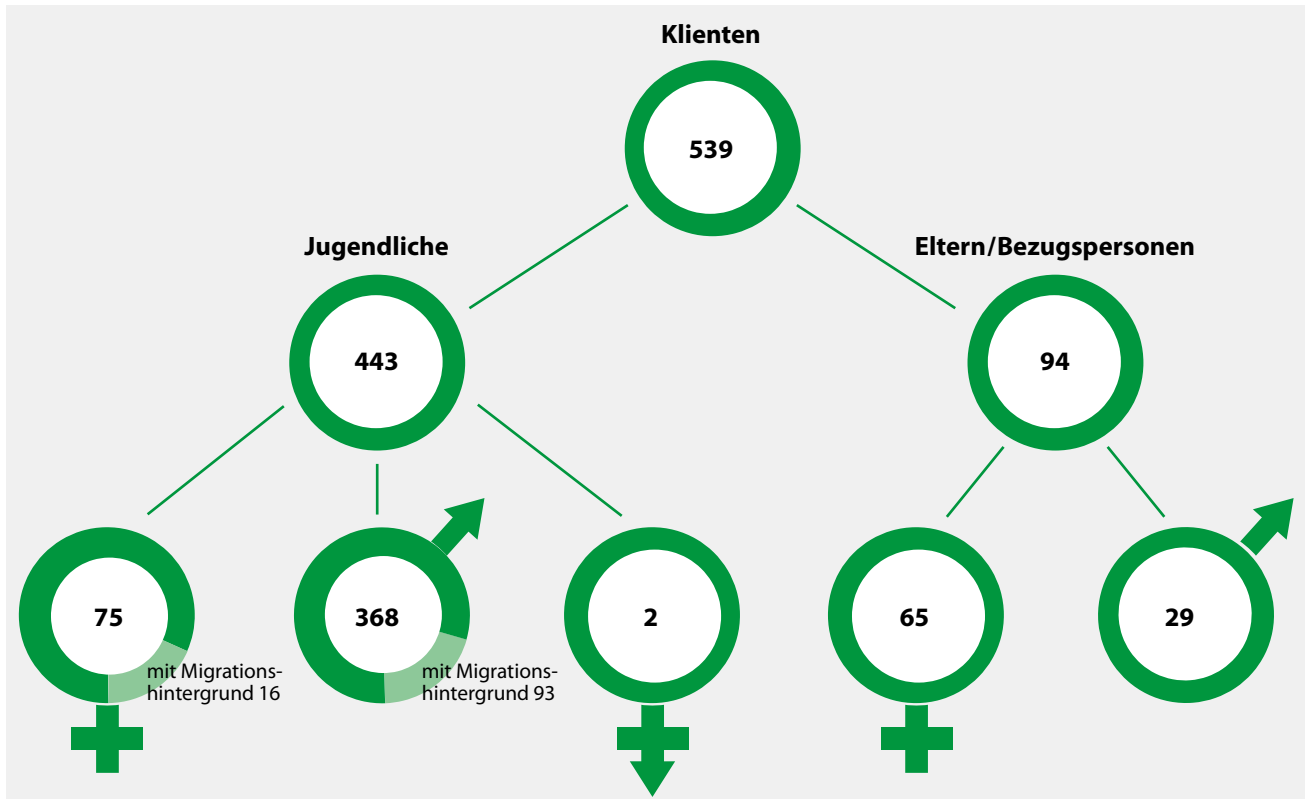 Klienten
539
Jugendliche
Eltern/Bezugspersonen
443
94
75
368
2
65
29
mit Migrations-
hintergrund 16
mit Migrations-
hintergrund 93